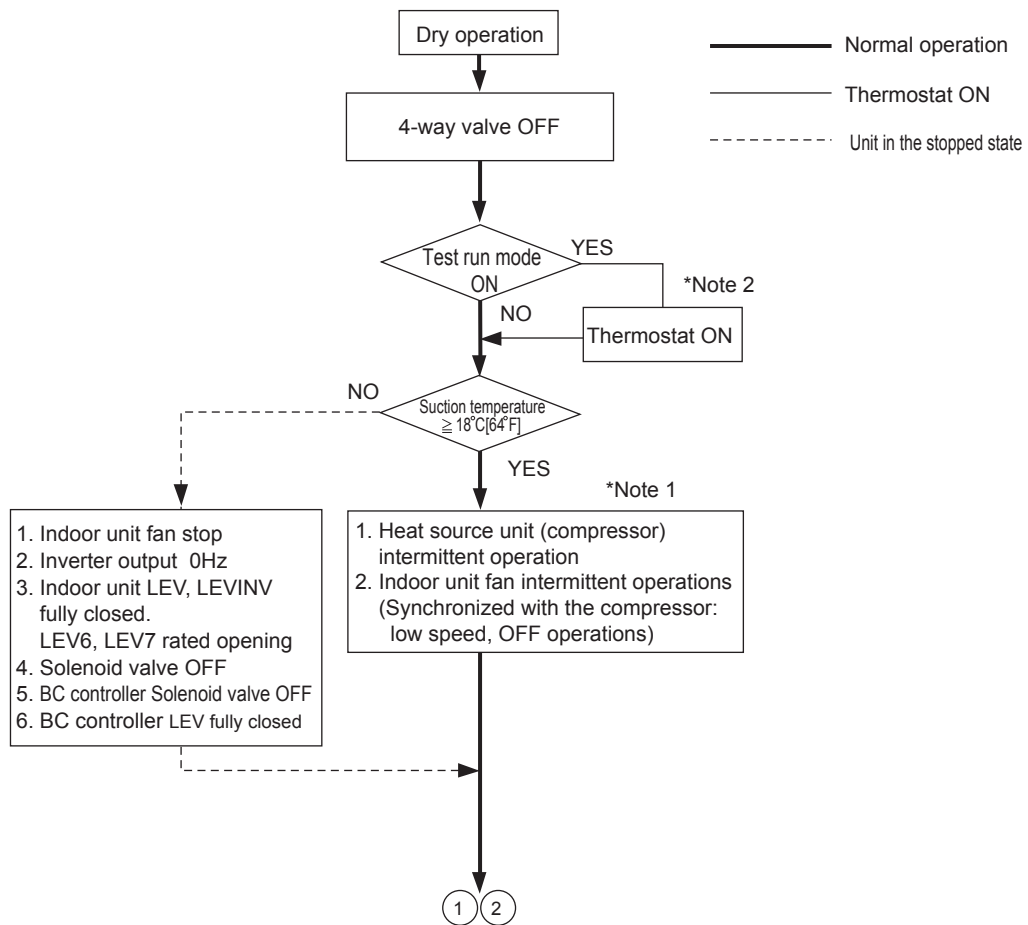 Dry operation
Normal operation
Thermostat ON
Unit in the stopped state
4-way valve OFF
Test run mode
ON
YES
*Note 2
NO
Thermostat ON
NO
Suction temperature
≧ 18°C[64°F]
YES
*Note 1
1. Indoor unit fan stop
2. Inverter output 0Hz
3. Indoor unit LEV, LEVINV
fully closed.
LEV6, LEV7 rated opening
4. Solenoid valve OFF
5. BC controller Solenoid valve OFF
6. BC controller LEV fully closed
1. Heat source unit (compressor)
intermittent operation
2. Indoor unit fan intermittent operations
(Synchronized with the compressor:
low speed, OFF operations)
1 2